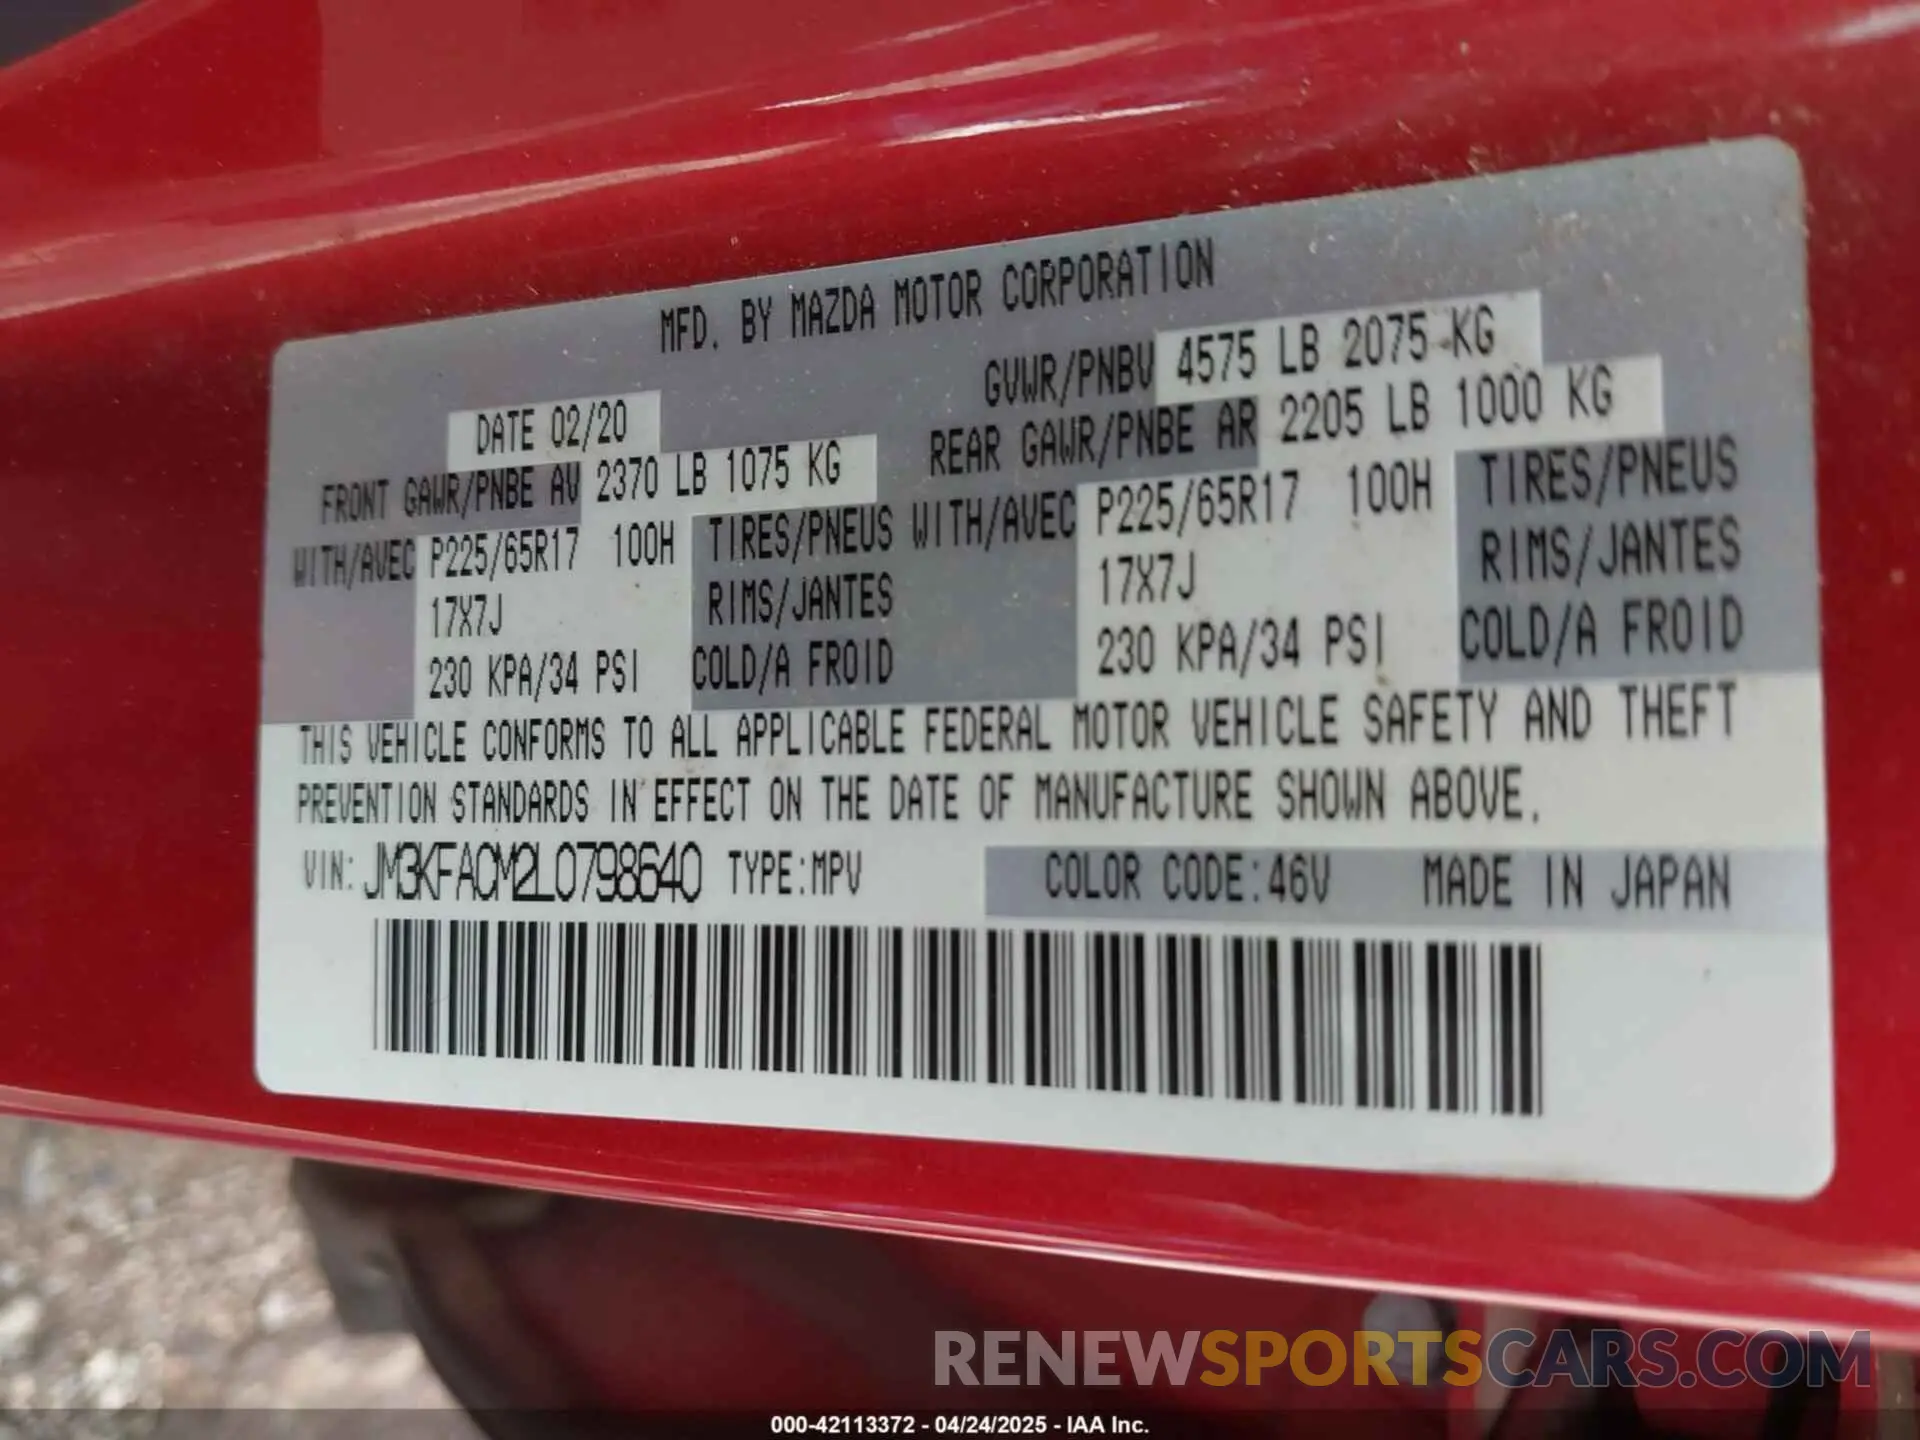 MFD. BY MAZDA MOTOR CORPORATION
DATE 02/20 GVWR/PNBV 4575 LB 2075 KG
FRONT GAWR/PNBE AV 2370 LB 1075 KG REAR GAWR/PNBE AR 2205 LB 1000 KG
WITH/AVEC P225/65R17 100H TIRES/PNEUS WITH/AVEC P225/65R17 100H TIRES/PNEUS
17X7J RIMS/JANTES 17X7J RIMS/JANTES
230 KPA/34 PSI COLD/A FROID 230 KPA/34 PSI COLD/A FROID
THIS VEHICLE CONFORMS TO ALL APPLICABLE FEDERAL MOTOR VEHICLE SAFETY AND THEFT
PREVENTION STANDARDS IN EFFECT ON THE DATE OF MANUFACTURE SHOWN ABOVE.
VIN: JM3KFACM2L0798640 TYPE:MPV COLOR CODE:46V MADE IN JAPAN
RENEWSPORTSCARS.COM
000-42113372 - 04/24/2025 - IAA Inc.